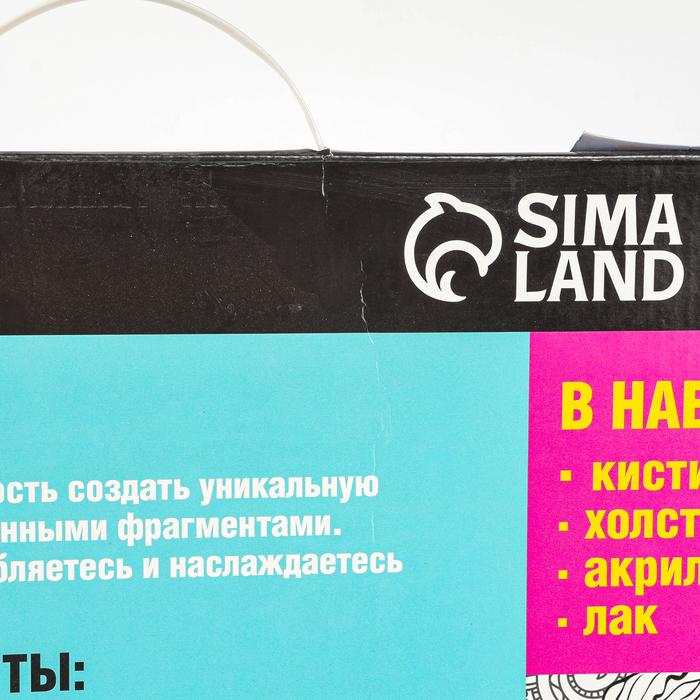 SIMA
LAND
ость создать уникальную
нными фрагментами.
бляетесь и наслаждаетесь
ты:
В НАБ
· кисти
· холст
· акрил
· лак